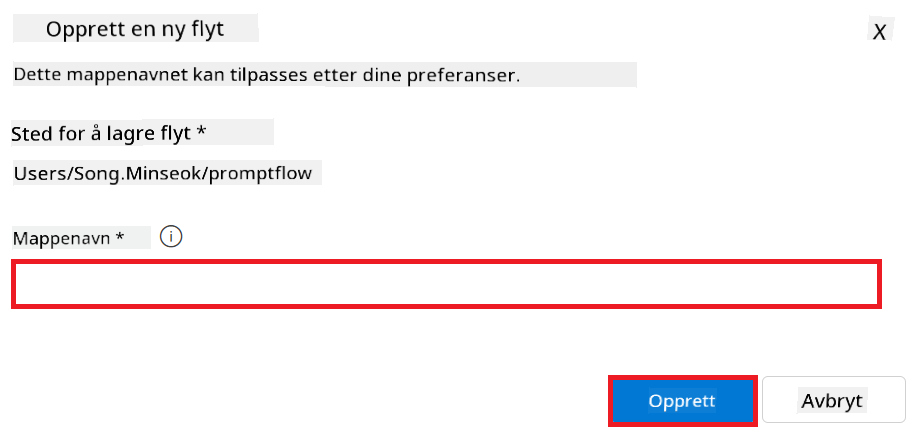 Opprett en ny flyt
X
Dette mappenavnet kan tilpasses etter dine preferanser.
Sted for å lagre flyt *
Users/Song.Minseok/promptflow
Mappenavn * i
Opprett
Avbryt